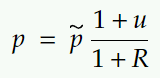 p = p̃ (1 + u)/(1 + R)